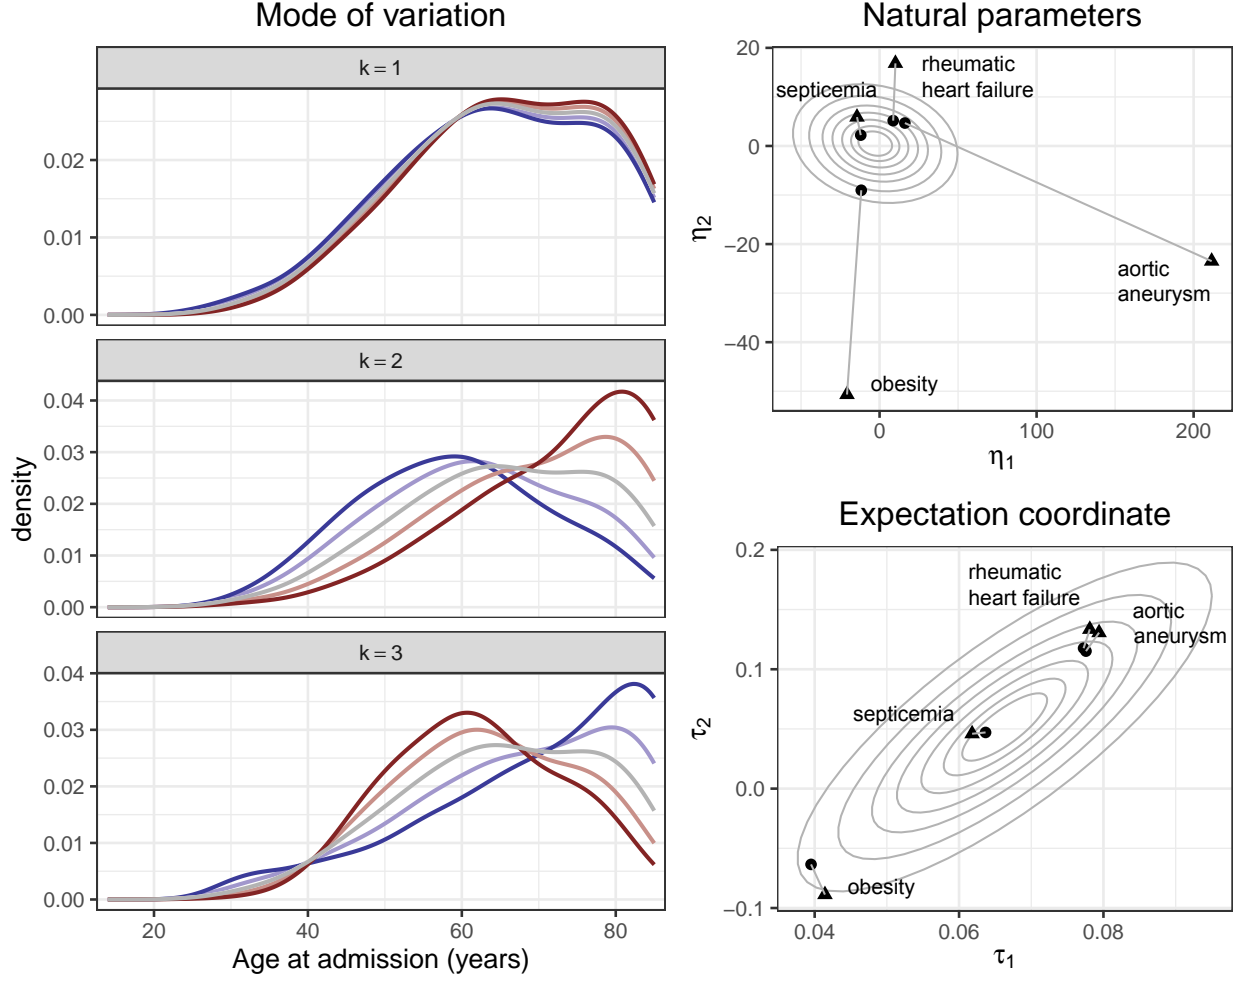 Mode of variation
k = 1
0.02
0.01
0.00
k = 2
0.04
0.03
0.02
0.01
0.00
k = 3
0.04
0.03
0.02
0.01
0.00
20
40
60
80
density
Age at admission (years)
Natural parameters
20
0
−20
−40
η2
septicemia
rheumatic
heart failure
aortic
aneurysm
obesity
0
100
200
η1
Expectation coordinate
0.2
0.1
0.0
−0.1
τ2
rheumatic
heart failure
aortic
aneurysm
septicemia
obesity
0.04
0.06
0.08
τ1